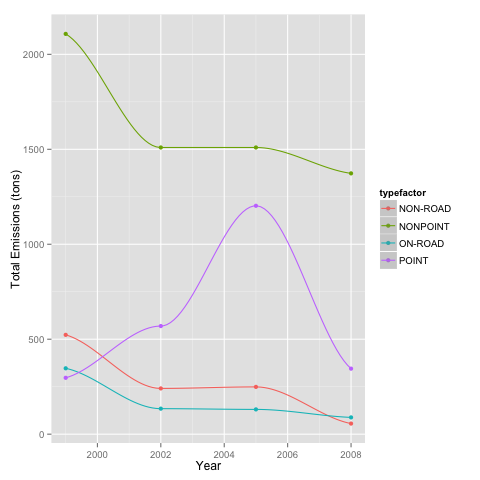 Total Emissions (tons)
2000
1500
1000
500
0
2000 2002 2004 2006 2008
Year
typefactor
NON-ROAD
NONPOINT
ON-ROAD
POINT